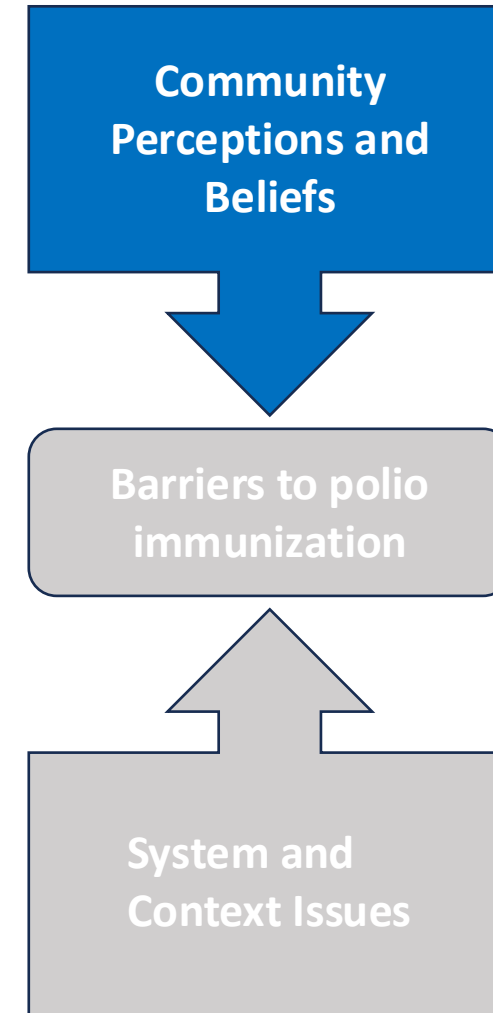 Community
Perceptions and
Beliefs
Barriers to polio
immunization
System and
Context Issues